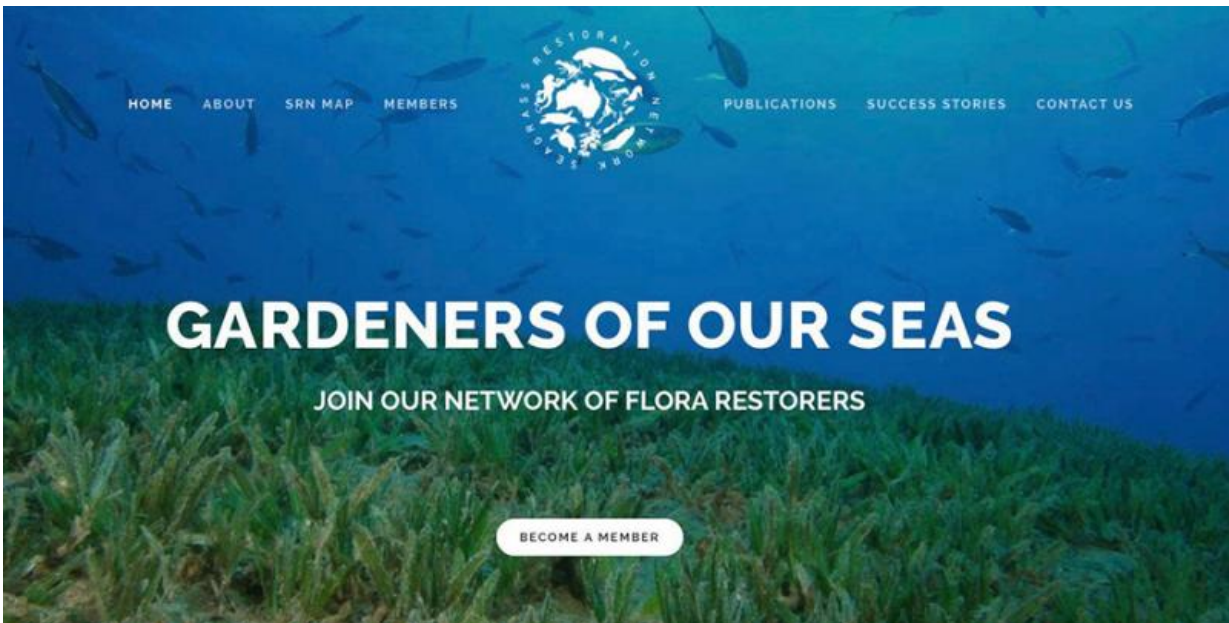 HOME ABOUT SRN MAP MEMBERS
SEAGRASS RESTORATION NETWORK
PUBLICATIONS SUCCESS STORIES CONTACT US
GARDENERS OF OUR SEAS
JOIN OUR NETWORK OF FLORA RESTORERS
BECOME A MEMBER